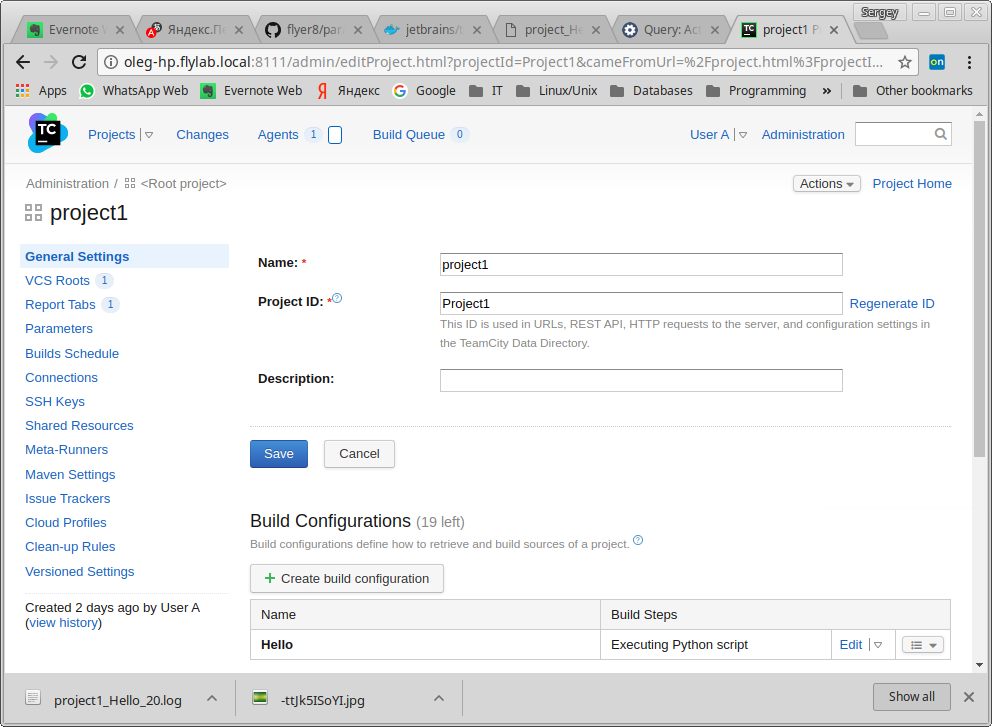 Sergey
Evernote
Яндекс.П
flyer8/par
jetbrains/t
project_He
Query: Act
TC project1 P
oleg-hp.flylab.local:8111/admin/editProject.html?projectId=Project1&cameFromUrl=%2Fproject.html%3FprojectI...
on
Apps WhatsApp Web Evernote Web Яндекс Google IT Linux/Unix Databases Programming » Other bookmarks
TC Projects Changes Agents 1 Build Queue 0 User A Administration
Administration / <Root project> Actions Project Home
project1
General Settings
VCS Roots 1
Report Tabs 1
Parameters
Builds Schedule
Connections
SSH Keys
Shared Resources
Meta-Runners
Maven Settings
Issue Trackers
Cloud Profiles
Clean-up Rules
Versioned Settings
Created 2 days ago by User A
(view history)
Name: * project1
Project ID: *? Project1 Regenerate ID
This ID is used in URLs, REST API, HTTP requests to the server, and configuration settings in
the TeamCity Data Directory.
Description:
Save Cancel
Build Configurations (19 left)
Build configurations define how to retrieve and build sources of a project. ?
+ Create build configuration
Name Build Steps
Hello Executing Python script Edit
project1_Hello_20.log -ttJk5ISoYI.jpg Show all